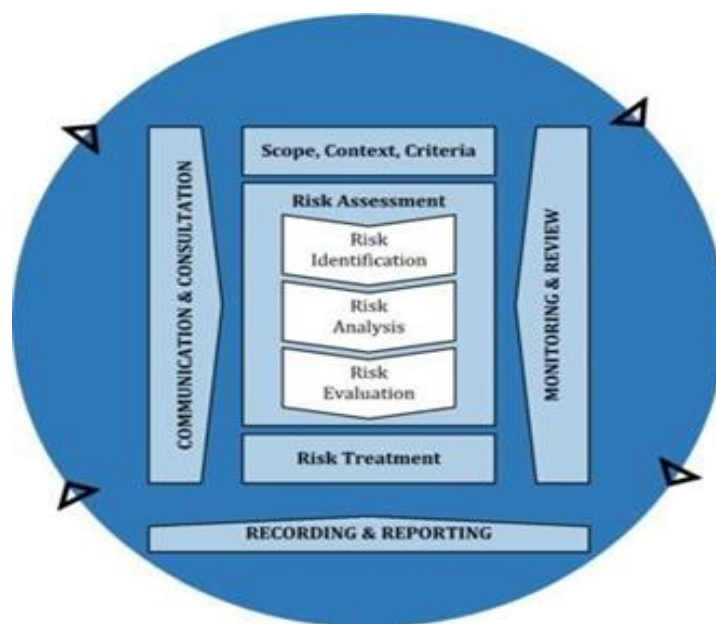 Scope, Context, Criteria
Risk Assessment
Risk
Identification
Risk
Analysis
Risk
Evaluation
Risk Treatment
COMMUNICATION & CONSULTATION
MONITORING & REVIEW
RECORDING & REPORTING